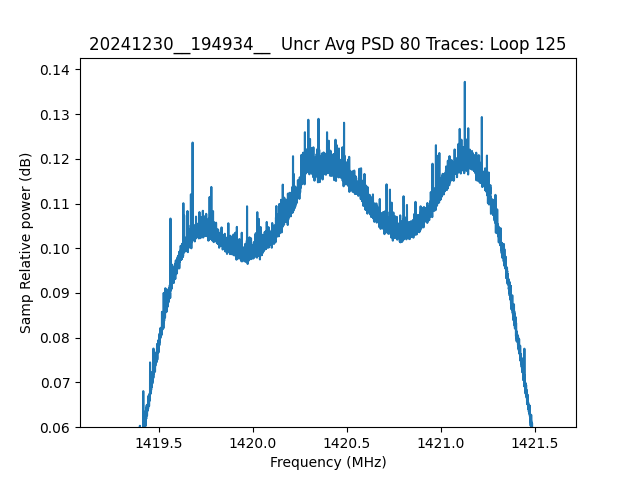 20241230__194934__  Uncr Avg PSD 80 Traces: Loop 125
0.14
0.13
0.12
0.11
0.10
0.09
0.08
0.07
0.06
Samp Relative power (dB)
1419.5 1420.0 1420.5 1421.0 1421.5
Frequency (MHz)